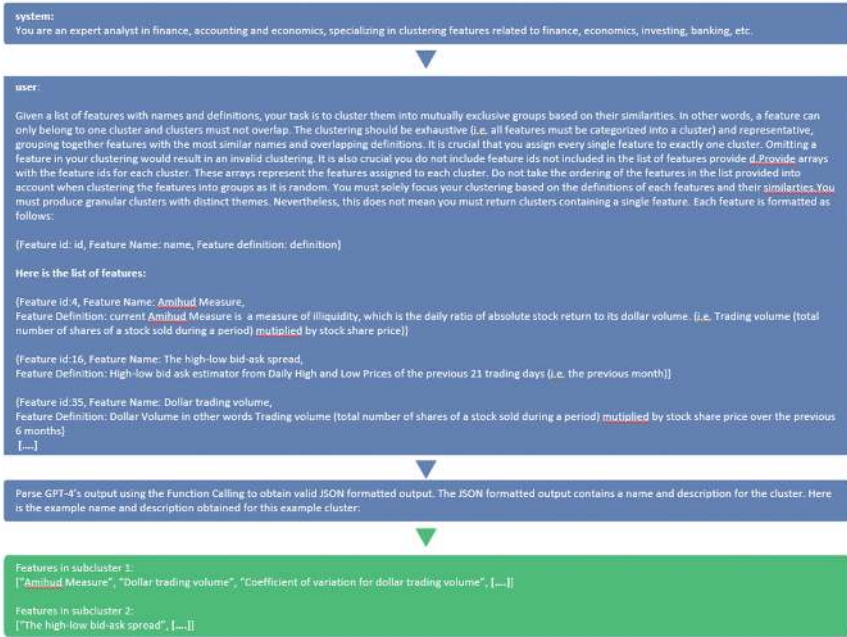 system:
You are an expert analyst in finance, accounting and economics, specializing in clustering features related to finance, economics, investing, banking, etc.
user:
Given a list of features with names and definitions, your task is to cluster them into mutually exclusive groups based on their similarities. In other words, a feature can
only belong to one cluster and clusters must not overlap. The clustering should be exhaustive (i.e. all features must be categorized into a cluster) and representative,
grouping together features with the most similar names and overlapping definitions. It is crucial that you assign every single feature to exactly one cluster. Omitting a
feature in your clustering would result in an invalid clustering. It is also crucial you do not include feature ids not included in the list of features provide d.Provide arrays
with the feature ids for each cluster. These arrays represent the features assigned to each cluster. Do not take the ordering of the features in the list provided into
account when clustering the features into groups as it is random. You must solely focus your clustering based on the definitions of each features and their similarties.You
must produce granular clusters with distinct themes. Nevertheless, this does not mean you must return clusters containing a single feature. Each feature is formatted as
follows:
{Feature id: id, Feature Name: name, Feature definition: definition}
Here is the list of features:
{Feature id:4, Feature Name: Amihud Measure,
Feature Definition: current Amihud Measure is a measure of illiquidity, which is the daily ratio of absolute stock return to its dollar volume. (i.e. Trading volume (total
number of shares of a stock sold during a period) mutiplied by stock share price)}
{Feature id:16, Feature Name: The high-low bid-ask spread,
Feature Definition: High-low bid ask estimator from Daily High and Low Prices of the previous 21 trading days (i.e. the previous month)]
{Feature id:35, Feature Name: Dollar trading volume,
Feature Definition: Dollar Volume in other words Trading volume (total number of shares of a stock sold during a period) mutiplied by stock share price over the previous
6 months}
[....]
Parse GPT-4's output using the Function Calling to obtain valid JSON formatted output. The JSON formatted output contains a name and description for the cluster. Here
is the example name and description obtained for this example cluster:
Features in subcluster 1:
["Amihud Measure", "Dollar trading volume", "Coefficient of variation for dollar trading volume", [....]]
Features in subcluster 2:
["The high-low bid-ask spread", [....]]